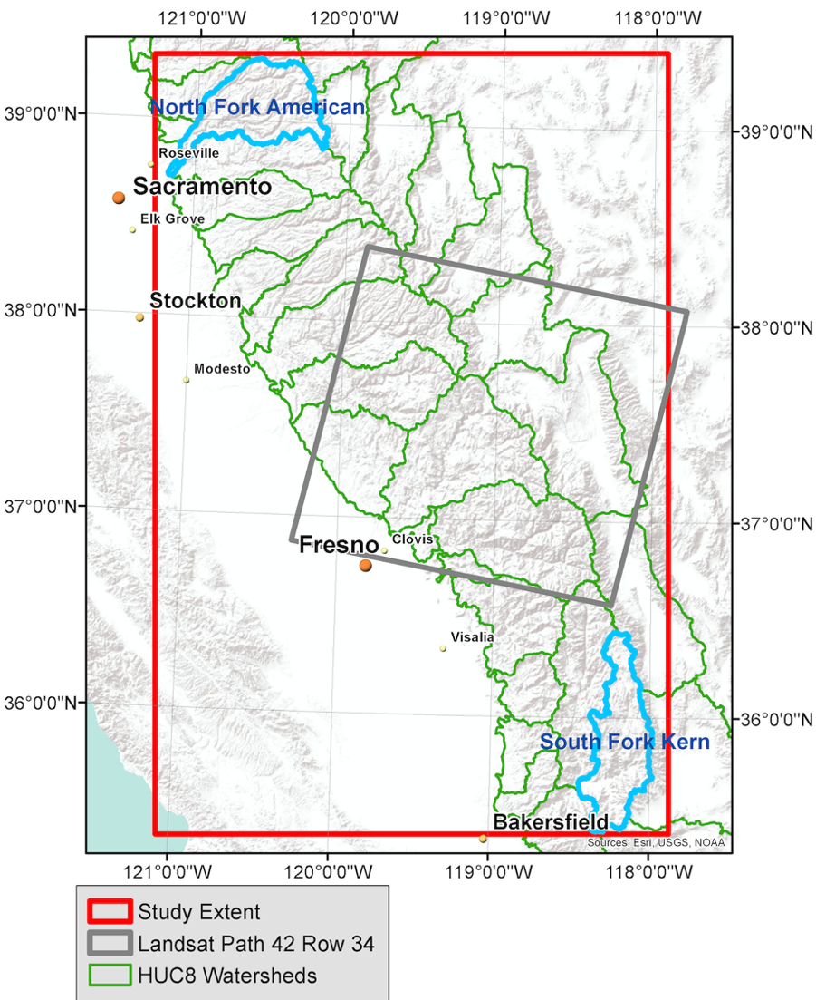 121°0'0"W 120°0'0"W 119°0'0"W 118°0'0"W
39°0'0"N
North Fork American
39°0'0"N
Roseville
Sacramento
Elk Grove
Stockton
38°0'0"N
38°0'0"N
Modesto
37°0'0"N
37°0'0"N
Clovis
Fresno
Visalia
36°0'0"N
36°0'0"N
South Fork Kern
Bakersfield
Sources: Esri, USGS, NOAA
121°0'0"W 120°0'0"W 119°0'0"W 118°0'0"W
Study Extent
Landsat Path 42 Row 34
HUC8 Watersheds